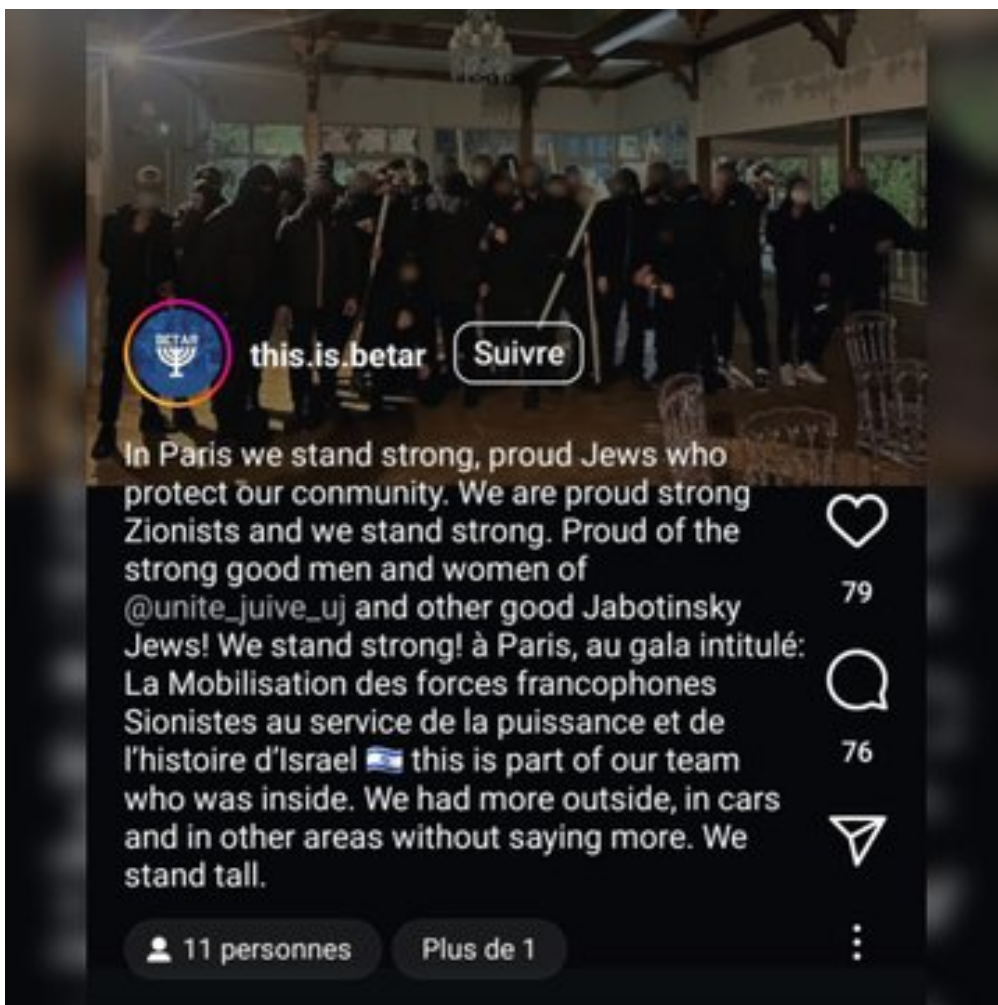 BETAR
this.is.betar
Suivre
In Paris we stand strong, proud Jews who
protect our conmunity. We are proud strong
Zionists and we stand strong. Proud of the
strong good men and women of
@unite_juive_uj and other good Jabotinsky
Jews! We stand strong! à Paris, au gala intitulé:
La Mobilisation des forces francophones
Sionistes au service de la puissance et de
l'histoire d'Israel 🇮🇱 this is part of our team
who was inside. We had more outside, in cars
and in other areas without saying more. We
stand tall.
79
76
11 personnes
Plus de 1